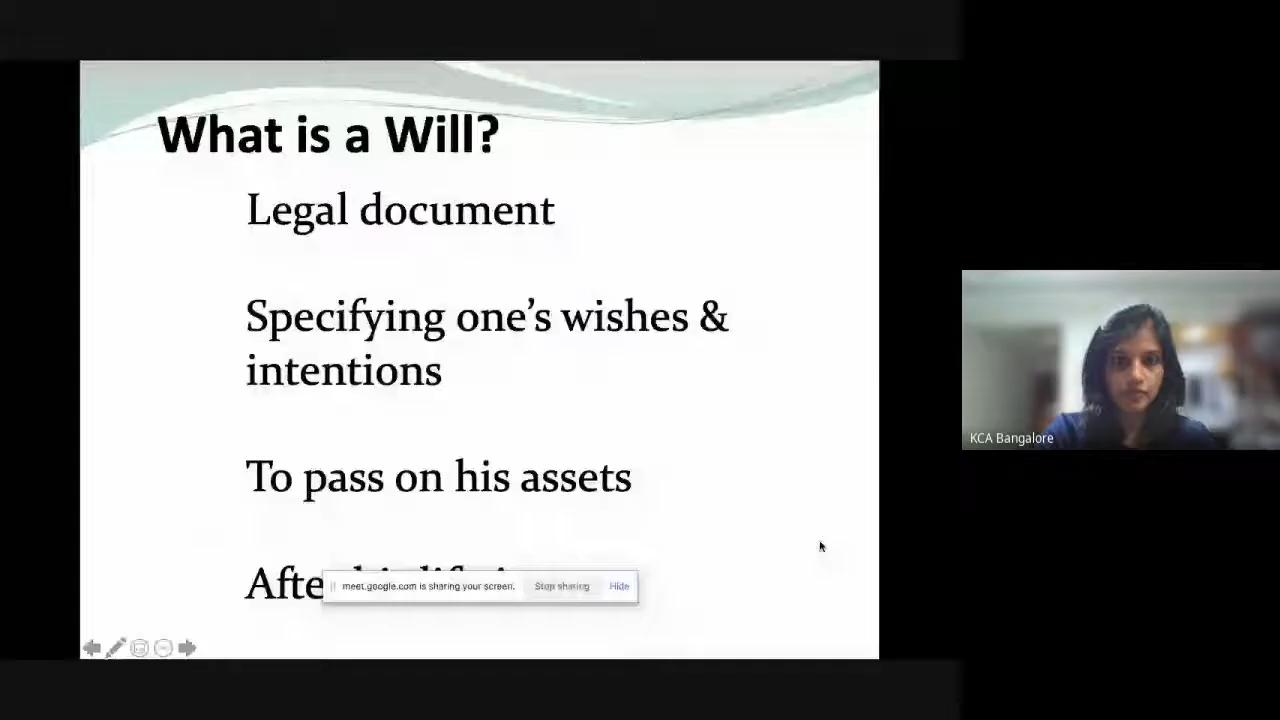 What is a Will?
Legal document
Specifying one’s wishes &
intentions
To pass on his assets
meet.google.com is sharing your screen. Stop sharing Hide
KCA Bangalore